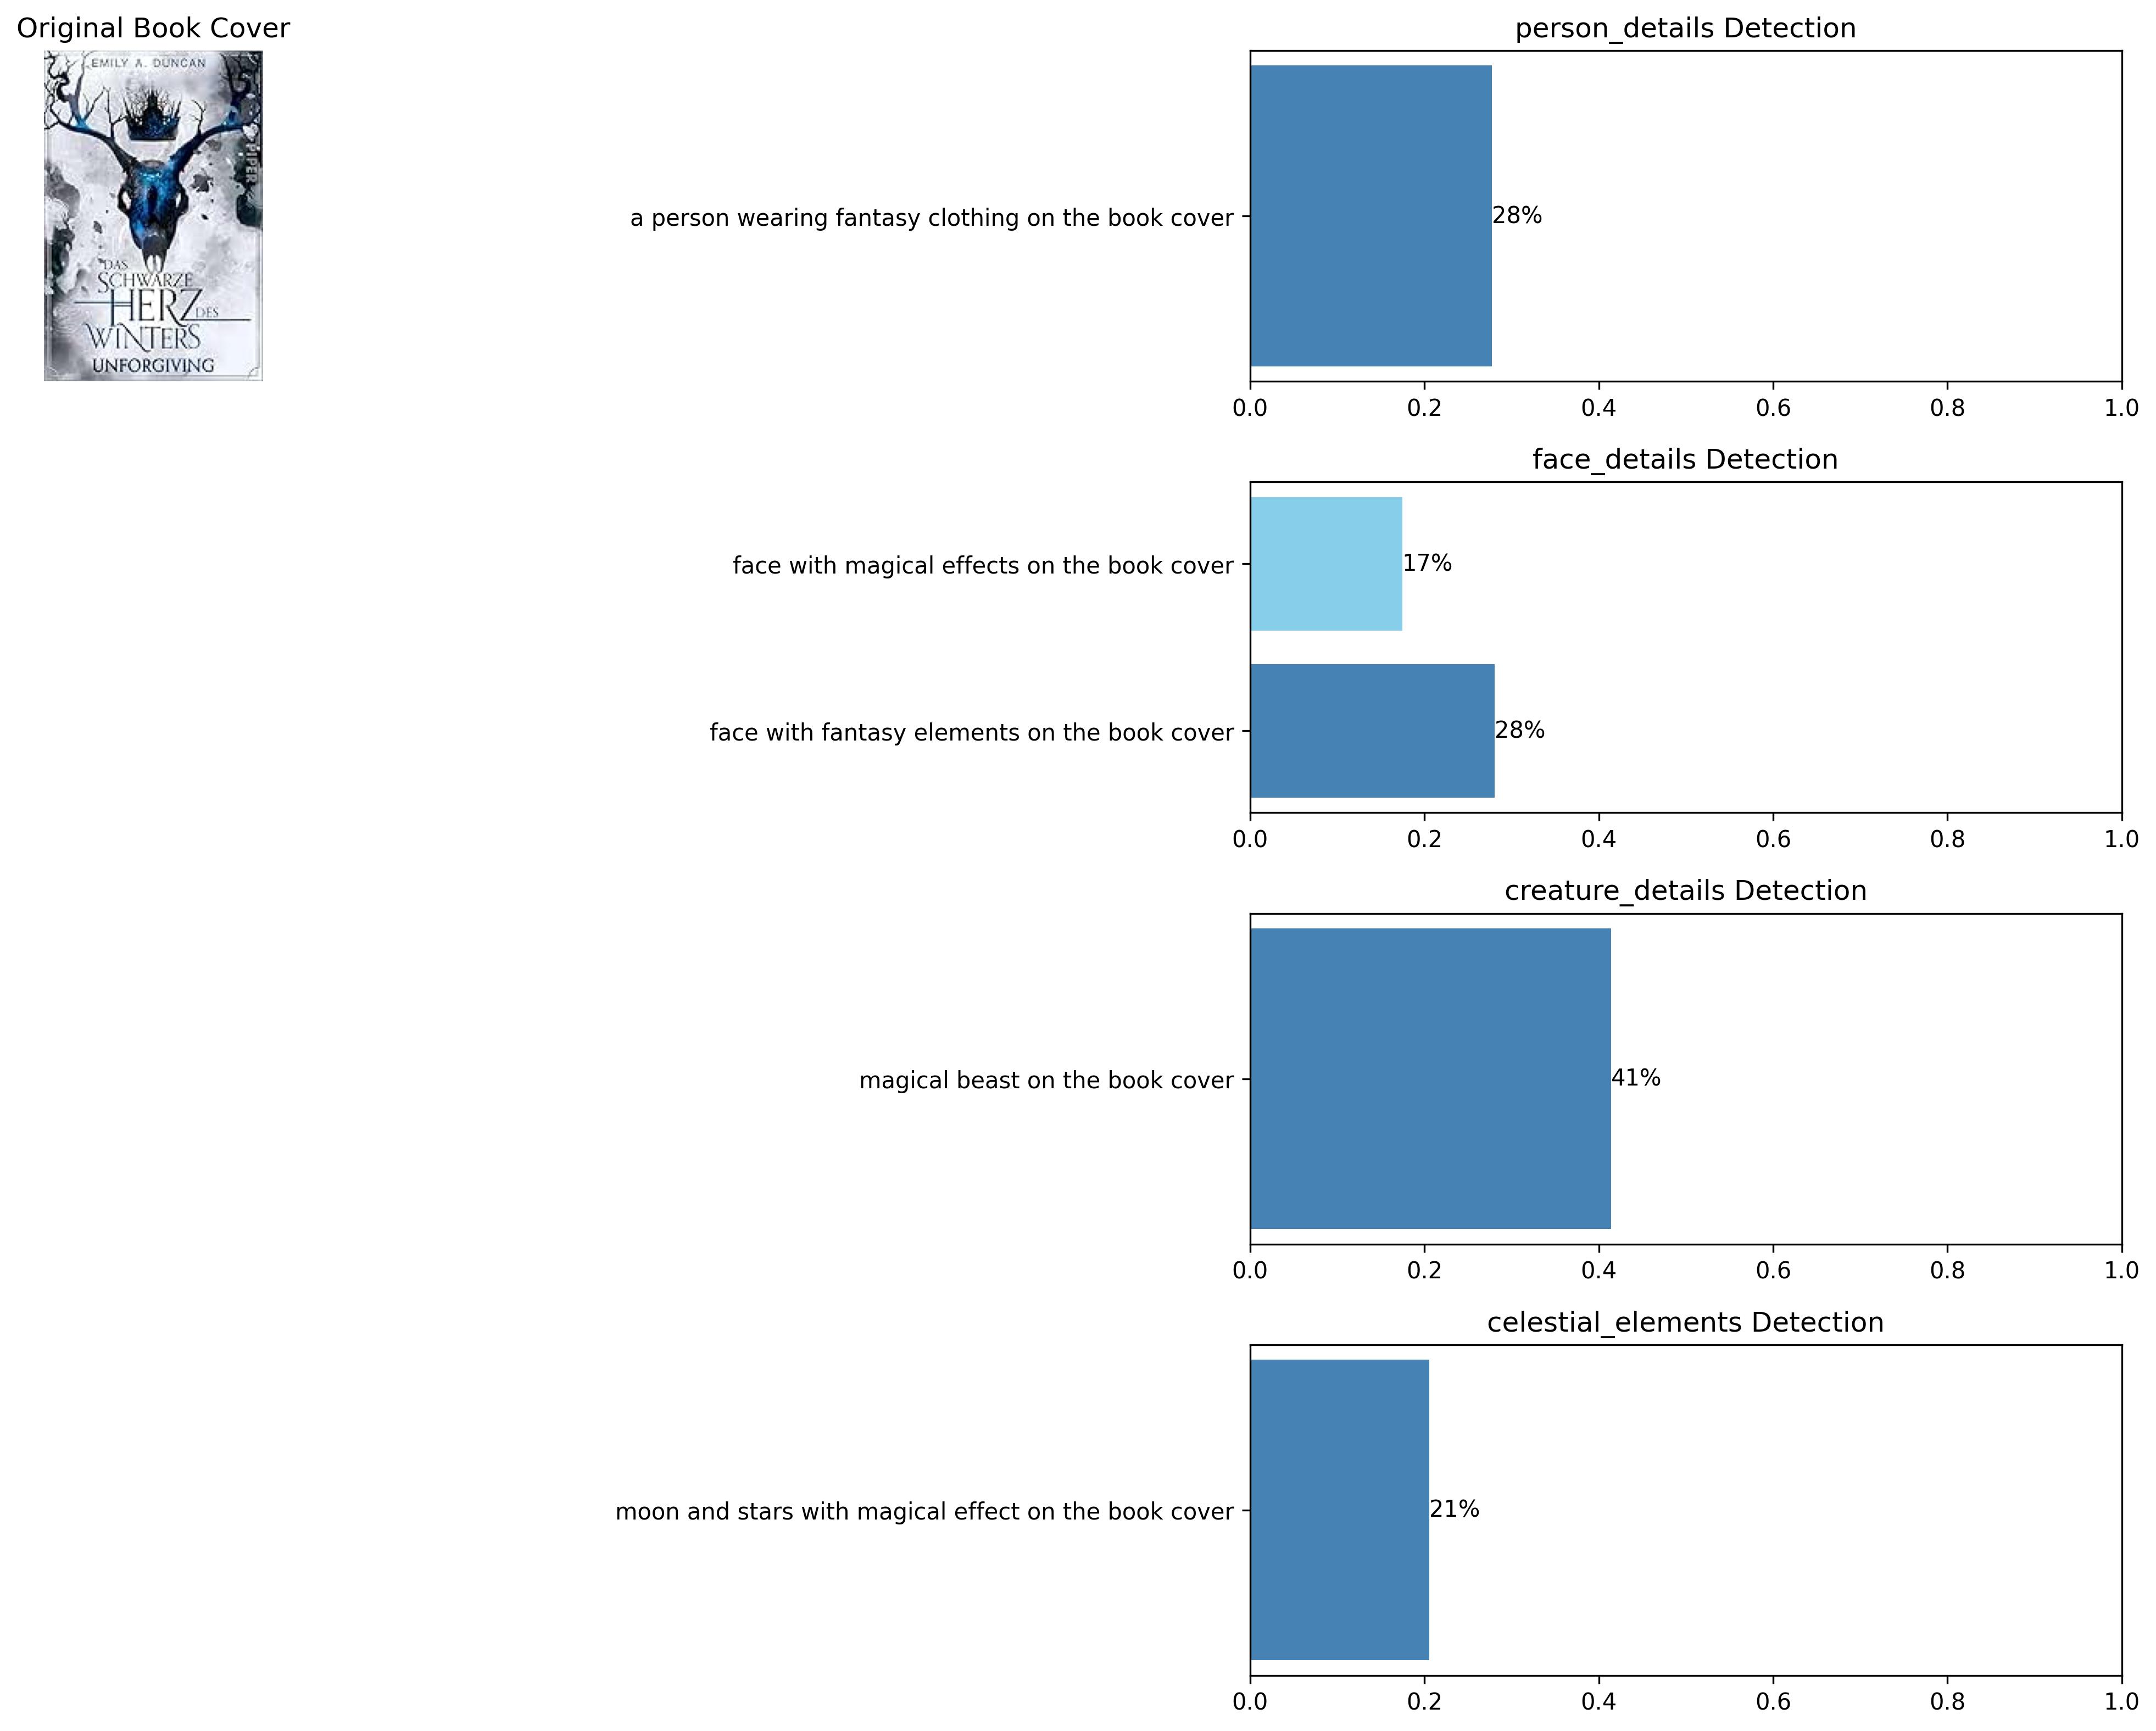 Original Book Cover
EMILY A. DUNCAN
PIPER
DAS
SCHWARZE
HERZ DES
WINTERS
UNFORGIVING
person_details Detection
a person wearing fantasy clothing on the book cover
28%
0.0 0.2 0.4 0.6 0.8 1.0
face_details Detection
face with magical effects on the book cover
17%
face with fantasy elements on the book cover
28%
0.0 0.2 0.4 0.6 0.8 1.0
creature_details Detection
magical beast on the book cover
41%
0.0 0.2 0.4 0.6 0.8 1.0
celestial_elements Detection
moon and stars with magical effect on the book cover
21%
0.0 0.2 0.4 0.6 0.8 1.0